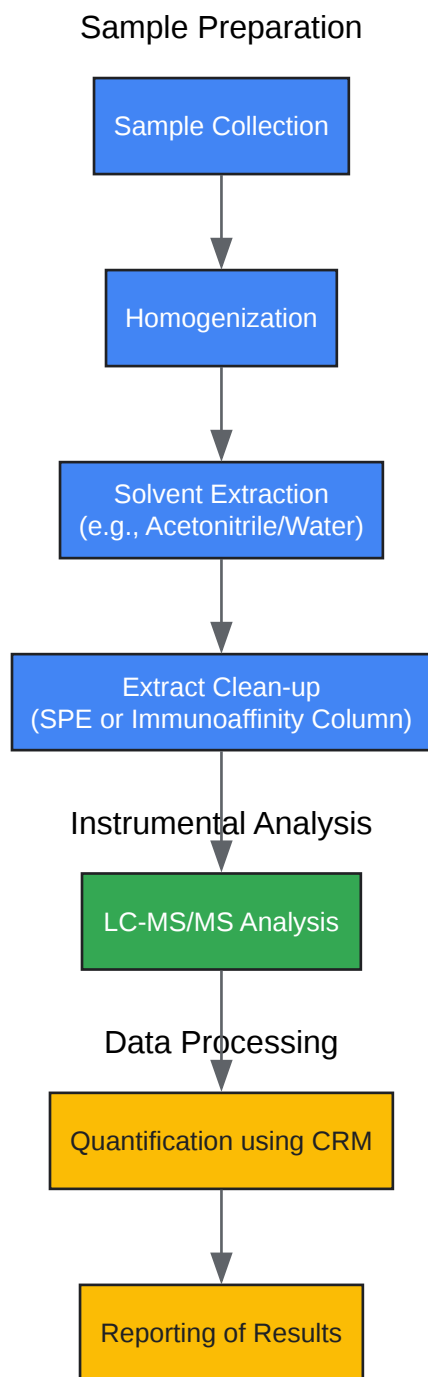 Sample Preparation
Sample Collection
Homogenization
Solvent Extraction
(e.g., Acetonitrile/Water)
Extract Clean-up
(SPE or Immunoaffinity Column)
Instrumental Analysis
LC-MS/MS Analysis
Data Processing
Quantification using CRM
Reporting of Results